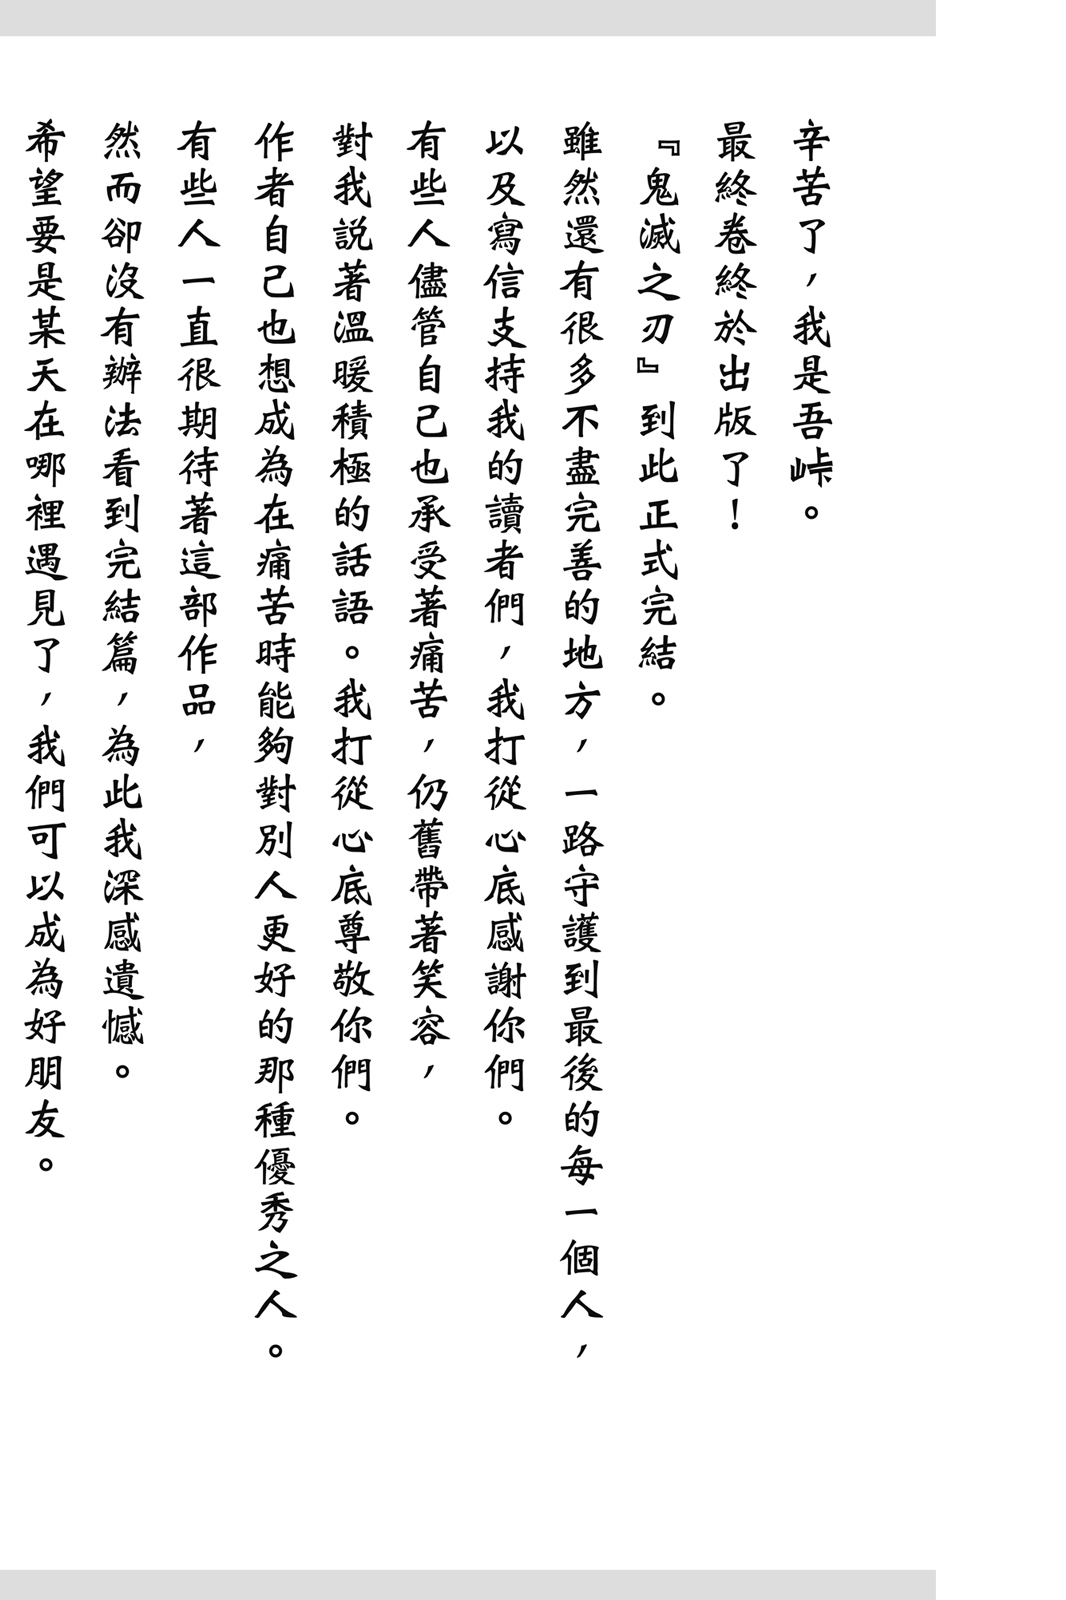 辛苦了，我是吾峠。
最終卷終於出版了！
『鬼滅之刃』到此正式完結。
雖然還有很多不盡完善的地方，一路守護到最後的每一個人，
以及寫信支持我的讀者們，我打從心底感謝你們。
有些人儘管自己也承受著痛苦，仍舊帶著笑容，
對我說著溫暖積極的話語。我打從心底尊敬你們。
作者自己也想成為在痛苦時能夠對別人更好的那種優秀之人。
有些人一直很期待著這部作品，
然而卻沒有辦法看到完結篇，為此我深感遺憾。
希望要是某天在哪裡遇見了，我們可以成為好朋友。